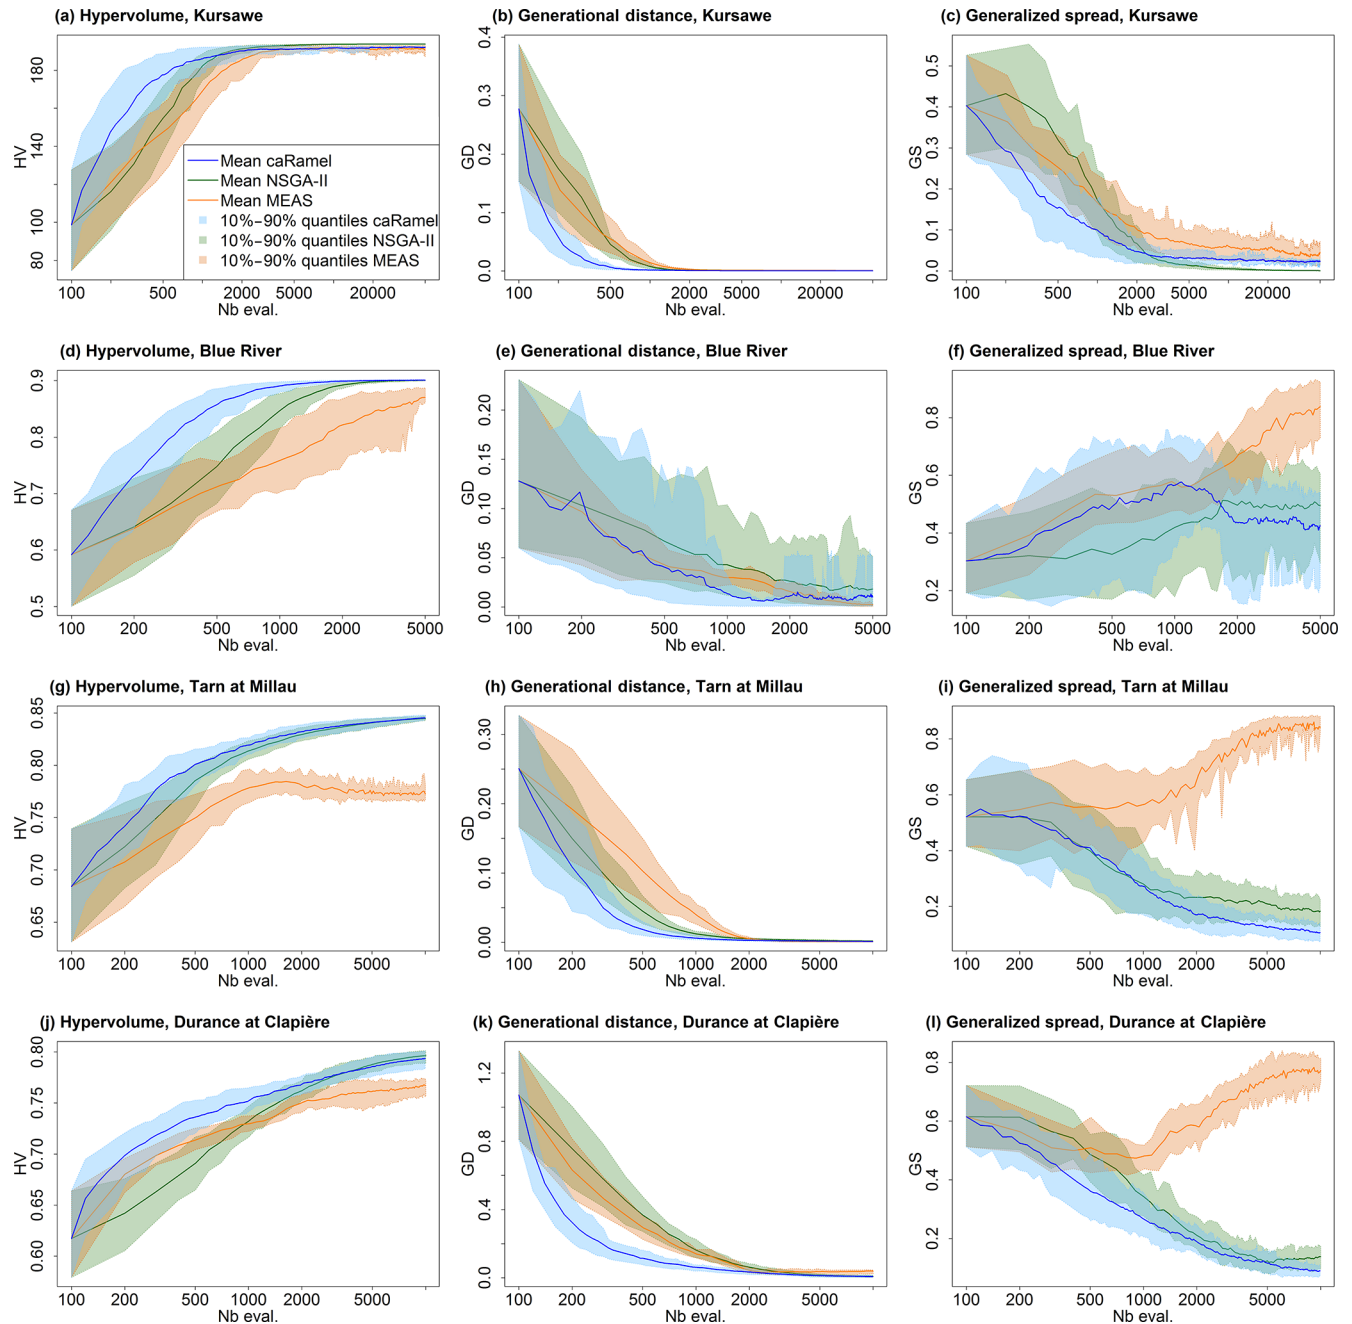 (a) Hypervolume, Kursawe
HV
180
140
100
80
Mean caRamel
Mean NSGA-II
Mean MEAS
10%−90% quantiles caRamel
10%−90% quantiles NSGA-II
10%−90% quantiles MEAS
100 500 2000 5000 20000
Nb eval.
(b) Generational distance, Kursawe
GD
0.4
0.3
0.2
0.1
0.0
100 500 2000 5000 20000
Nb eval.
(c) Generalized spread, Kursawe
GS
0.5
0.4
0.3
0.2
0.1
0.0
100 500 2000 5000 20000
Nb eval.
(d) Hypervolume, Blue River
HV
0.9
0.8
0.7
0.6
0.5
100 200 500 1000 2000 5000
Nb eval.
(e) Generational distance, Blue River
GD
0.20
0.15
0.10
0.05
0.00
100 200 500 1000 2000 5000
Nb eval.
(f) Generalized spread, Blue River
GS
0.8
0.6
0.4
0.2
100 200 500 1000 2000 5000
Nb eval.
(g) Hypervolume, Tarn at Millau
HV
0.85
0.80
0.75
0.70
0.65
100 200 500 1000 2000 5000
Nb eval.
(h) Generational distance, Tarn at Millau
GD
0.30
0.20
0.10
0.00
100 200 500 1000 2000 5000
Nb eval.
(i) Generalized spread, Tarn at Millau
GS
0.8
0.6
0.4
0.2
100 200 500 1000 2000 5000
Nb eval.
(j) Hypervolume, Durance at Clapière
HV
0.80
0.75
0.70
0.65
0.60
100 200 500 1000 2000 5000
Nb eval.
(k) Generational distance, Durance at Clapière
GD
1.2
0.8
0.4
0.0
100 200 500 1000 2000 5000
Nb eval.
(l) Generalized spread, Durance at Clapière
GS
0.8
0.6
0.4
0.2
100 200 500 1000 2000 5000
Nb eval.